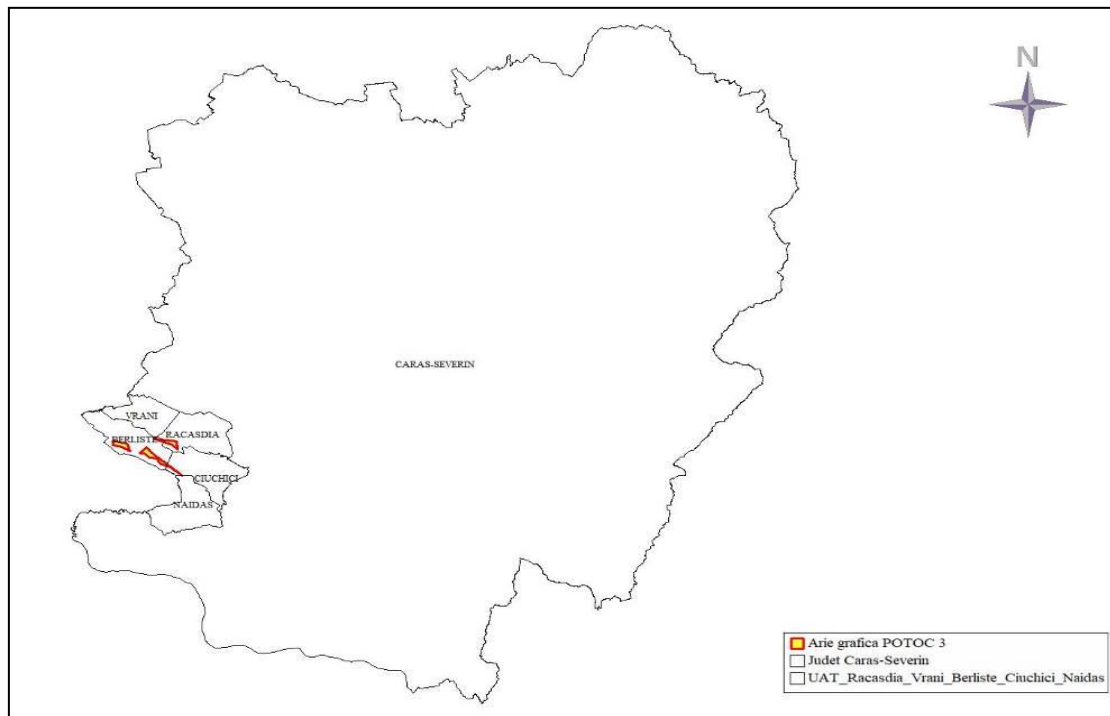 N
CARAS-SEVERIN
VRANI
RACASDIA
BERLISTE
CIUCHICI
NAIDAS
Arie grafica POTOC 3
Judet Caras-Severin
UAT_Racasdia_Vrani_Berliste_Ciuchici_Naidas